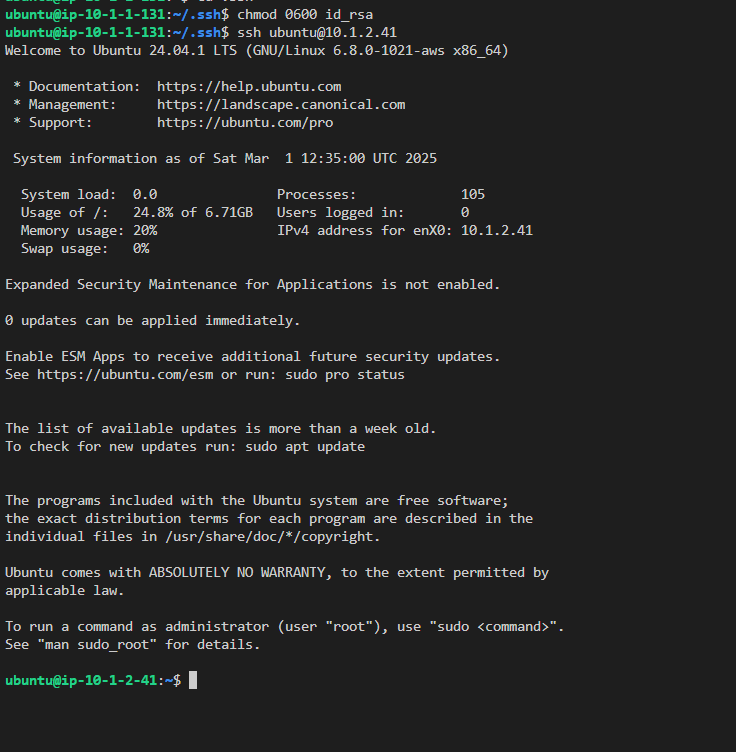 ubuntu@ip-10-1-1-131:~/.ssh$ chmod 0600 id_rsa
ubuntu@ip-10-1-1-131:~/.ssh$ ssh ubuntu@10.1.2.41
Welcome to Ubuntu 24.04.1 LTS (GNU/Linux 6.8.0-1021-aws x86_64)

 * Documentation:  https://help.ubuntu.com
 * Management:     https://landscape.canonical.com
 * Support:        https://ubuntu.com/pro

 System information as of Sat Mar  1 12:35:00 UTC 2025

  System load:  0.0               Processes:             105
  Usage of /:   24.8% of 6.71GB   Users logged in:       0
  Memory usage: 20%               IPv4 address for enX0: 10.1.2.41
  Swap usage:   0%

Expanded Security Maintenance for Applications is not enabled.

0 updates can be applied immediately.

Enable ESM Apps to receive additional future security updates.
See https://ubuntu.com/esm or run: sudo pro status


The list of available updates is more than a week old.
To check for new updates run: sudo apt update


The programs included with the Ubuntu system are free software;
the exact distribution terms for each program are described in the
individual files in /usr/share/doc/*/copyright.

Ubuntu comes with ABSOLUTELY NO WARRANTY, to the extent permitted by
applicable law.

To run a command as administrator (user "root"), use "sudo <command>".
See "man sudo_root" for details.

ubuntu@ip-10-1-2-41:~$